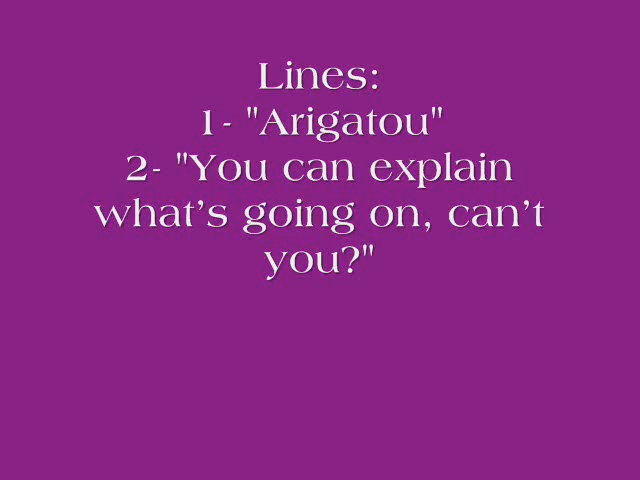 Lines:
1- "Arigatou"
2- "You can explain
what's going on, can't
you?"